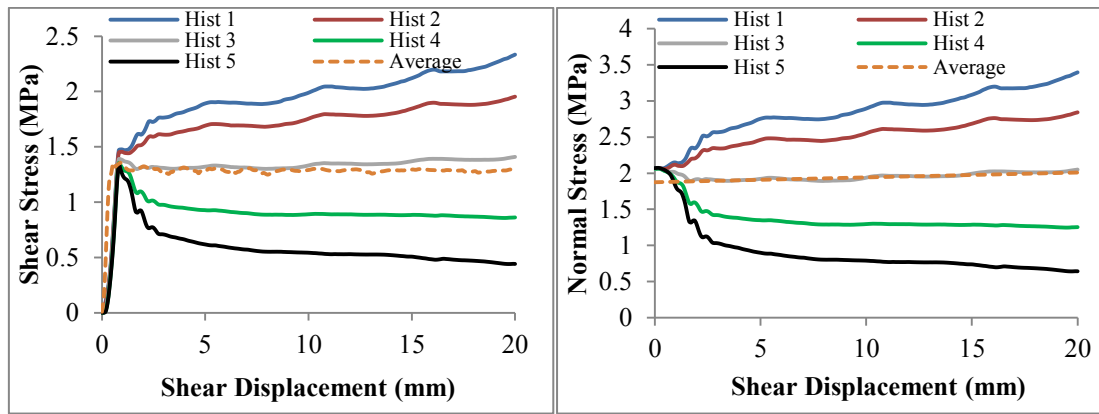 Hist 1 Hist 2
Hist 3 Hist 4
Hist 5 Average
Shear Stress (MPa)
2.5
2
1.5
1
0.5
0
0 5 10 15 20
Shear Displacement (mm)
Hist 1 Hist 2
Hist 3 Hist 4
Hist 5 Average
Normal Stress (MPa)
4
3.5
3
2.5
2
1.5
1
0.5
0
0 5 10 15 20
Shear Displacement (mm)